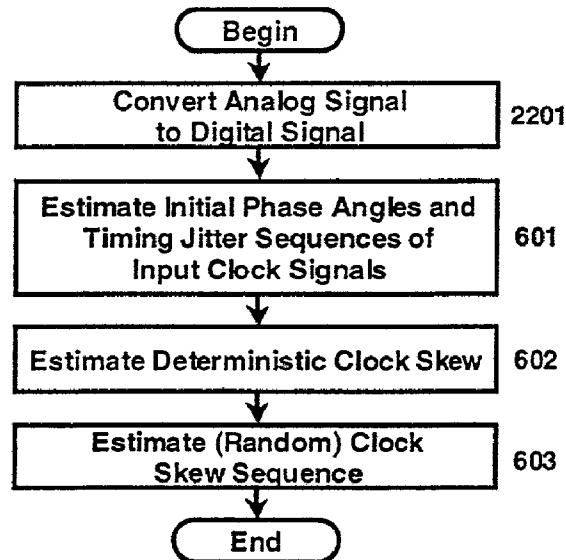 Begin
Convert Analog Signal
to Digital Signal
2201
Estimate Initial Phase Angles and
Timing Jitter Sequences of
Input Clock Signals
601
Estimate Deterministic Clock Skew
602
Estimate (Random) Clock
Skew Sequence
603
End